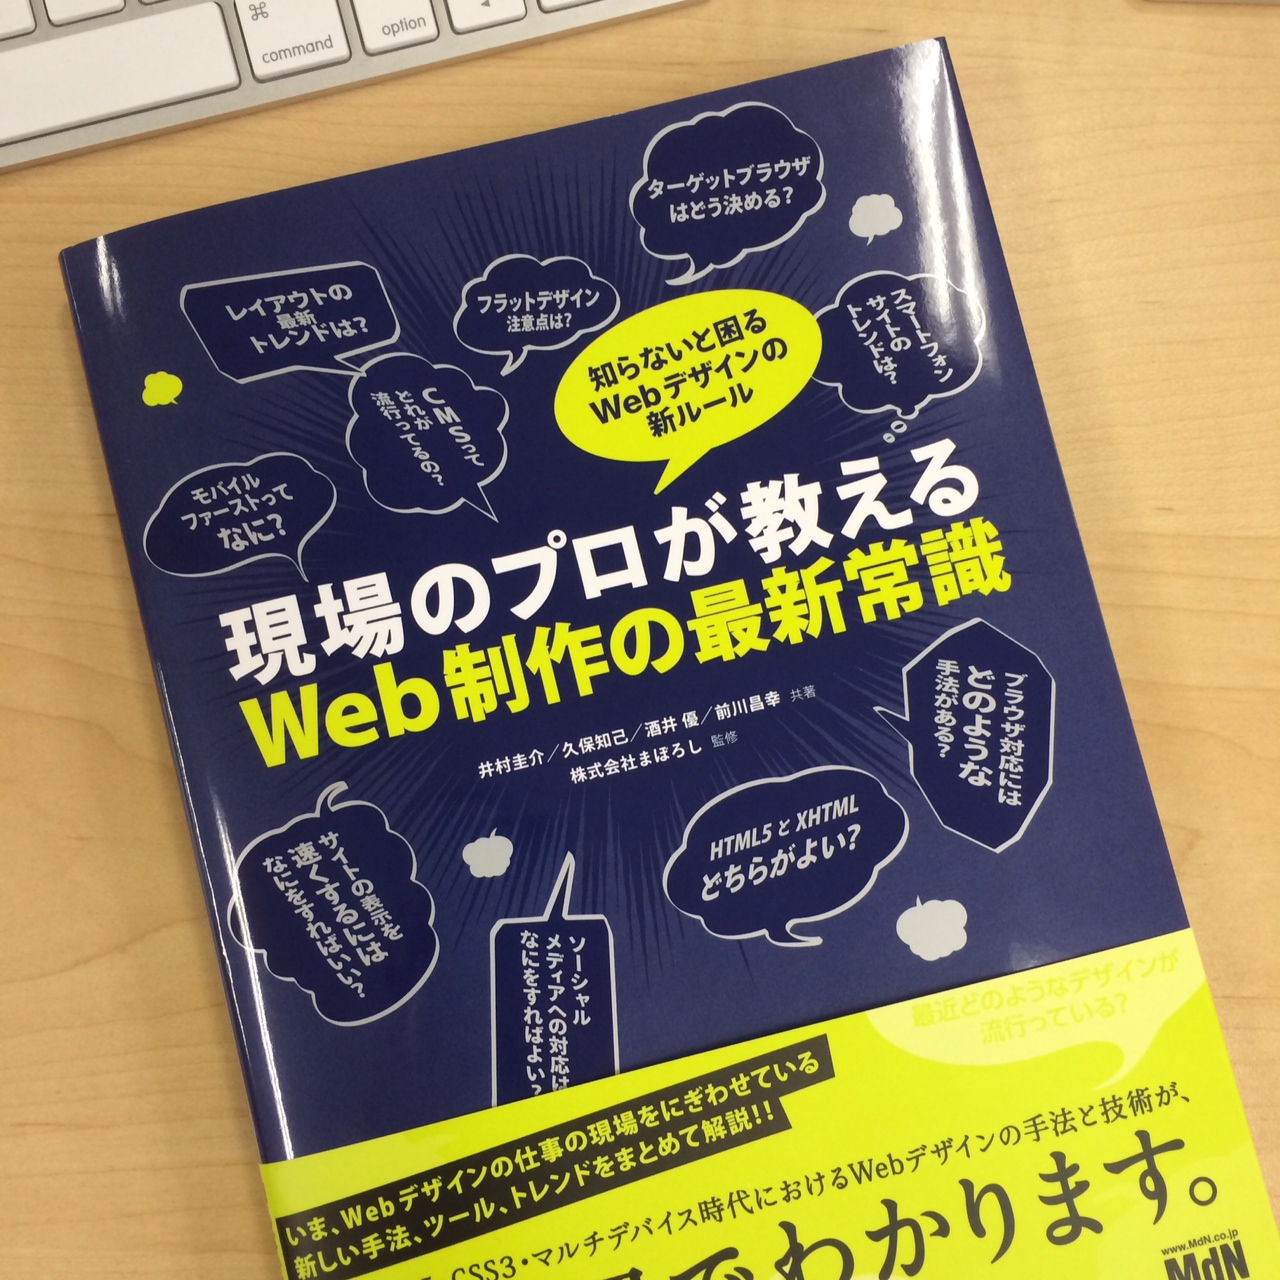 command
option
ターゲットブラウザ
はどう決める?
レイアウトの
最新
トレンドは?
フラットデザイン
注意点は?
知らないと困る
Webデザインの
新ルール
スマートフォン
サイトの
トレンドは?
CMSって
どれが
流行ってるの?
モバイル
ファーストって
なに?
現場のプロが教える
Web制作の最新常識
井村圭介/久保知己/酒井 優/前川昌幸 共著
株式会社まぼろし 監修
ブラウザ対応には
どのような
手法がある?
HTML5 と XHTML
どちらがよい?
サイトの表示を
速くするには
なにをすればいい?
ソーシャル
メディアへの対応は
なにをすればよい?
最近どのようなデザインが
流行っている?
いま、Webデザインの仕事の現場をにぎわせている
新しい手法、ツール、トレンドをまとめて解説!!
CSS3・マルチデバイス時代におけるWebデザインの手法と技術が、
でわかります。
www.MdN.co.jp
MdN